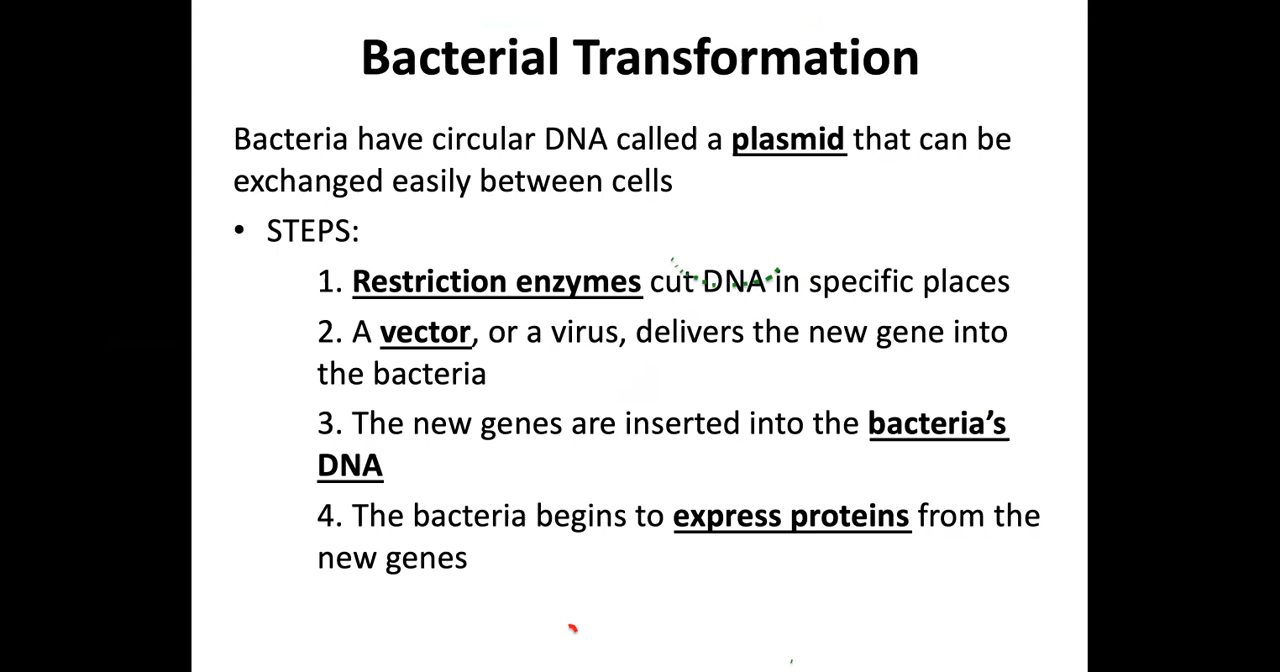 Bacterial Transformation
Bacteria have circular DNA called a plasmid that can be
exchanged easily between cells
• STEPS:
1. Restriction enzymes cut DNA in specific places
2. A vector, or a virus, delivers the new gene into
the bacteria
3. The new genes are inserted into the bacteria’s
DNA
4. The bacteria begins to express proteins from the
new genes